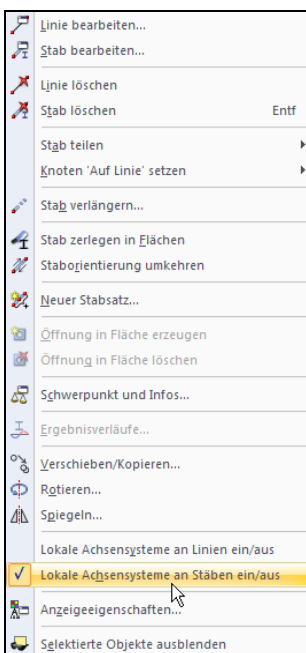 Linie bearbeiten...
Stab bearbeiten...
Linie löschen
Stab löschen Entf
Stab teilen
Knoten 'Auf Linie' setzen
Stab verlängern...
Stab zerlegen in Flächen
Staborientierung umkehren
Neuer Stabsatz...
Öffnung in Fläche erzeugen
Öffnung in Fläche löschen
Schwerpunkt und Infos...
Ergebnisverläufe...
Verschieben/Kopieren...
Rotieren...
Spiegeln...
Lokale Achsensysteme an Linien ein/aus
Lokale Achsensysteme an Stäben ein/aus
Anzeigeeigenschaften...
Selektierte Objekte ausblenden